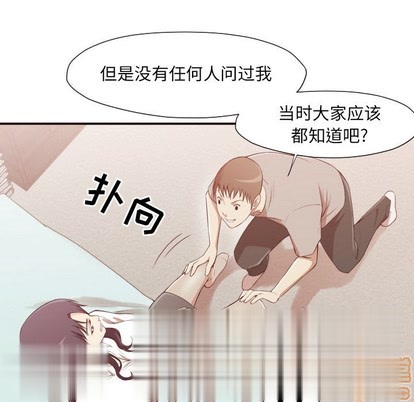 但是没有任何人问过我
当时大家应该
都知道吧?
扑向